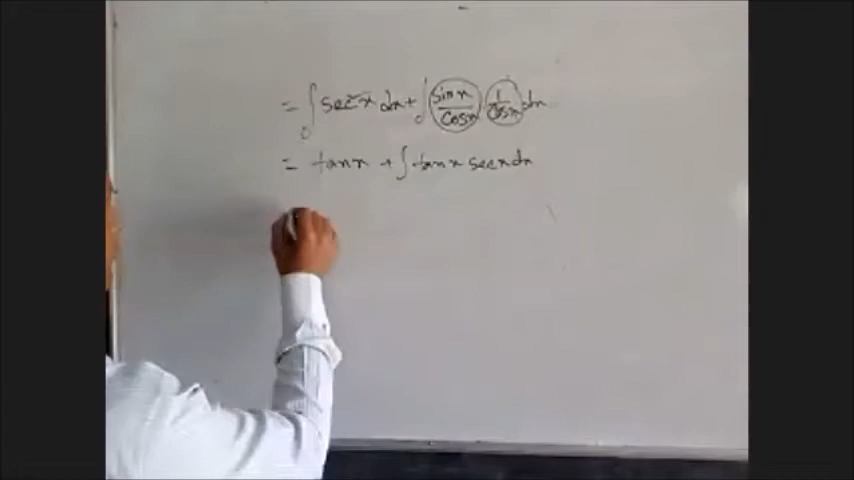 = ∫ sec²x dx + ∫ sin x/cos x · 1/cos x dx
= tan x + ∫ tan x sec x dx